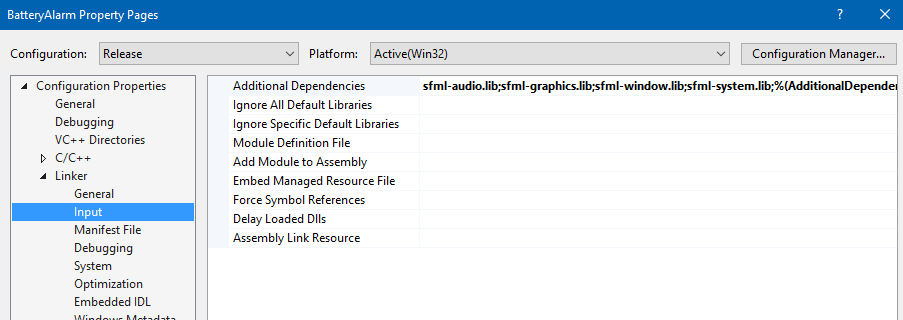 BatteryAlarm Property Pages
? ×
Configuration: Release Platform: Active(Win32) Configuration Manager...
Configuration Properties
General
Debugging
VC++ Directories
C/C++
Linker
General
Input
Manifest File
Debugging
System
Optimization
Embedded IDL
Windows Metadata
Additional Dependencies sfml-audio.lib;sfml-graphics.lib;sfml-window.lib;sfml-system.lib;%(AdditionalDepender
Ignore All Default Libraries
Ignore Specific Default Libraries
Module Definition File
Add Module to Assembly
Embed Managed Resource File
Force Symbol References
Delay Loaded Dlls
Assembly Link Resource